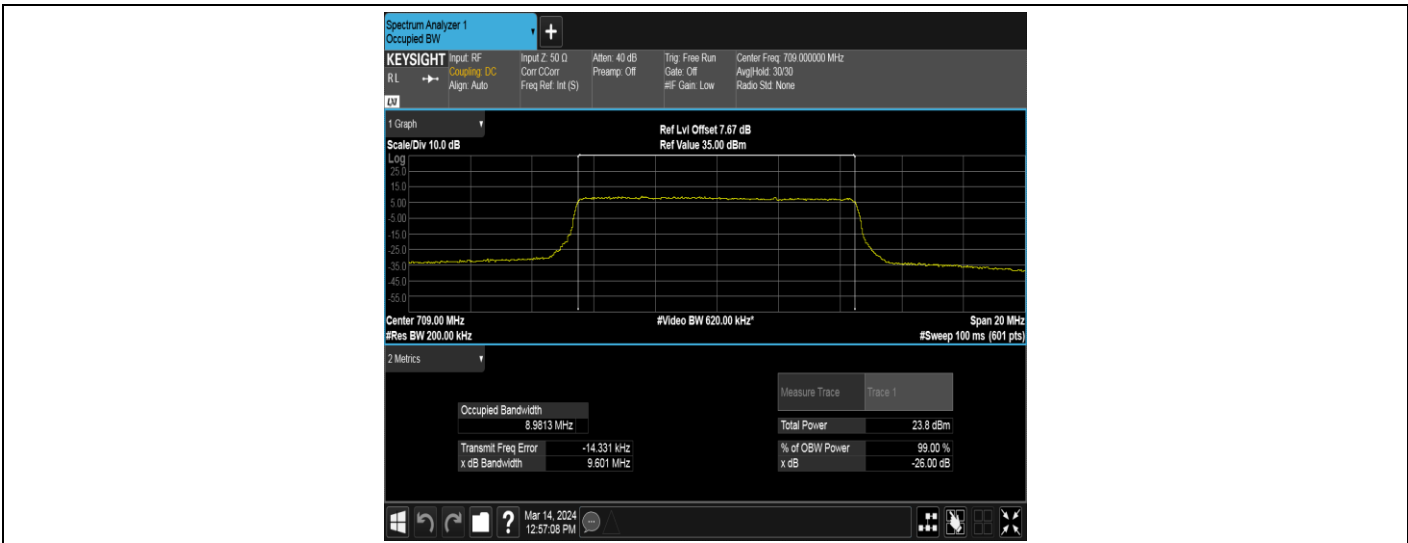 Spectrum Analyzer 1
Occupied BW
+
KEYSIGHT
R L
LXI
Input: RF
Coupling: DC
Align: Auto
Input Z: 50 Ω
Corr CCorr
Freq Ref: Int (S)
Atten: 40 dB
Preamp: Off
Trig: Free Run
Gate: Off
#IF Gain: Low
Center Freq: 709.000000 MHz
Avg|Hold: 30/30
Radio Std: None
1 Graph
Scale/Div 10.0 dB
Ref Lvl Offset 7.67 dB
Ref Value 35.00 dBm
Log
25.0
15.0
5.00
-5.00
-15.0
-25.0
-35.0
-45.0
-55.0
Center 709.00 MHz
#Res BW 200.00 kHz
#Video BW 620.00 kHz*
Span 20 MHz
#Sweep 100 ms (601 pts)
2 Metrics
Measure Trace Trace 1
Occupied Bandwidth
8.9813 MHz
Total Power 23.8 dBm
Transmit Freq Error -14.331 kHz
% of OBW Power 99.00 %
x dB Bandwidth 9.601 MHz
x dB -26.00 dB
?
Mar 14, 2024
12:57:08 PM